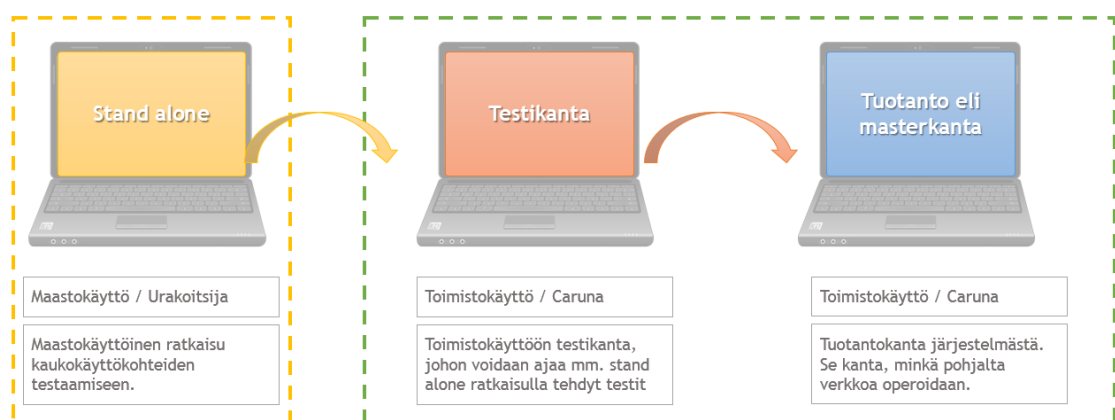 Stand alone
Testikanta
Tuotanto eli
masterkanta
Maastokäyttö / Urakoitsija
Toimistokäyttö / Caruna
Toimistokäyttö / Caruna
Maastokäyttöinen ratkaisu
kaukokäyttökohteiden
testaamiseen.
Toimistokäyttöön testikanta,
johon voidaan ajaa mm. stand
alone ratkaisulla tehdyt testit
Tuotantokanta järjestelmästä.
Se kanta, minkä pohjalta
verkkoa operoidaan.